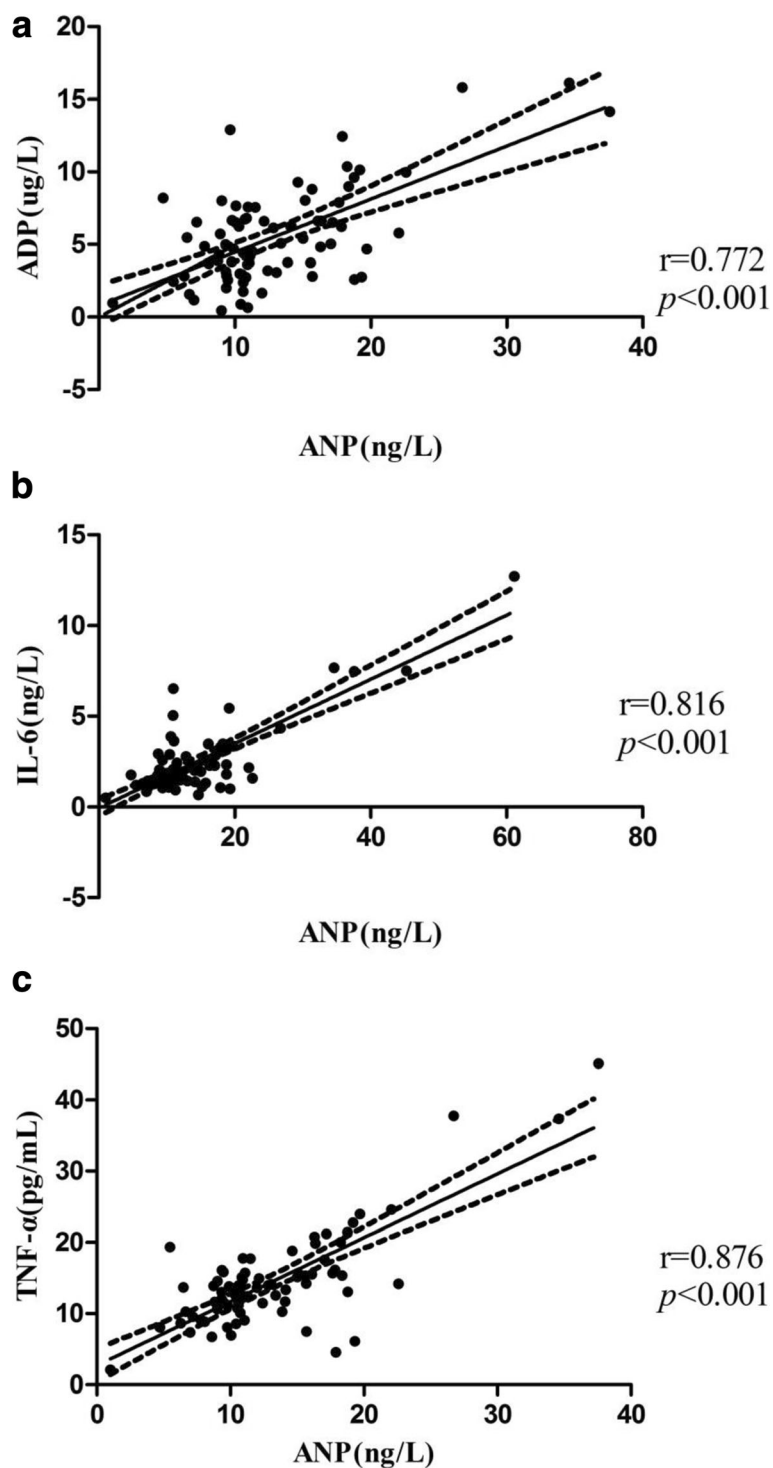 a
20
15
10
5
0
-5
ADP(ug/L)
10 20 30 40
ANP(ng/L)
r=0.772
p<0.001
b
15
10
5
0
-5
IL-6(ng/L)
20 40 60 80
ANP(ng/L)
r=0.816
p<0.001
c
50
40
30
20
10
0
TNF-α(pg/mL)
0 10 20 30 40
ANP(ng/L)
r=0.876
p<0.001